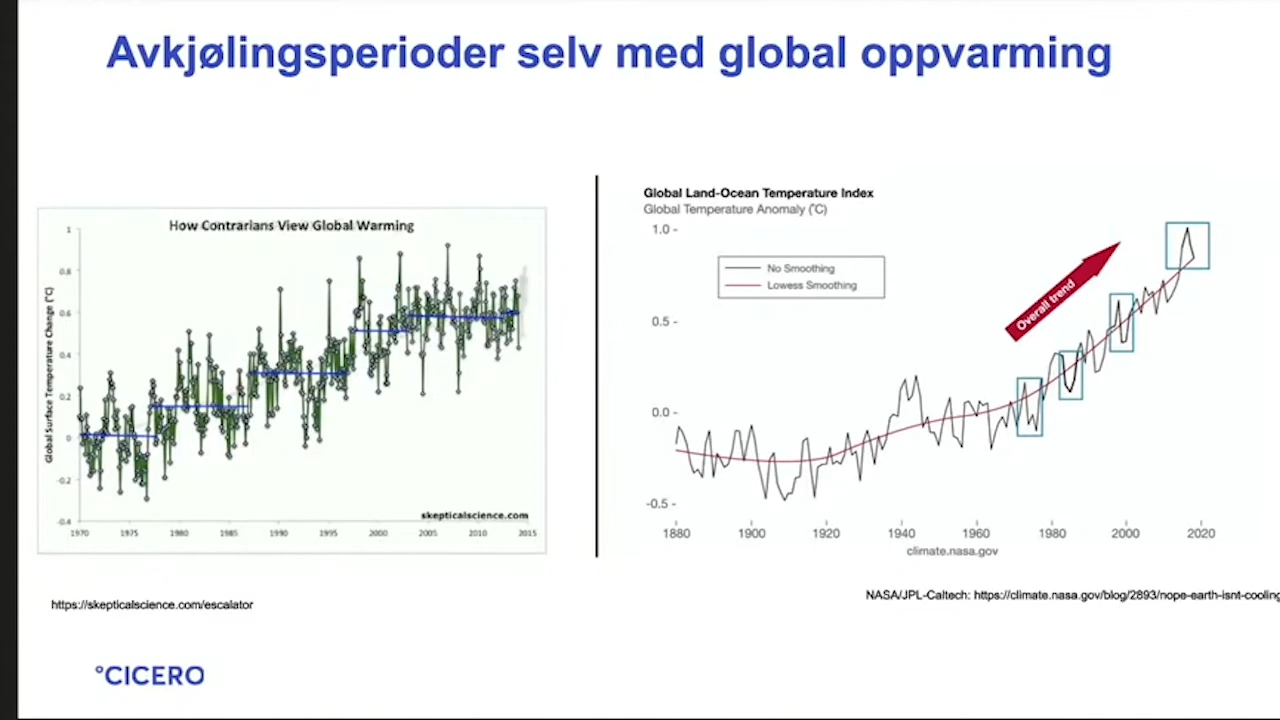 Avkjølingsperioder selv med global oppvarming
How Contrarians View Global Warming
Global Surface Temperature Change (°C)
1
0.8
0.6
0.4
0.2
0
-0.2
-0.4
1970 1975 1980 1985 1990 1995 2000 2005 2010 2015
skepticalscience.com
https://skepticalscience.com/escalator
Global Land-Ocean Temperature Index
Global Temperature Anomaly (˚C)
1.0
0.5
0.0
-0.5
No Smoothing
Lowess Smoothing
Overall trend
1880 1900 1920 1940 1960 1980 2000 2020
climate.nasa.gov
NASA/JPL-Caltech: https://climate.nasa.gov/blog/2893/nope-earth-isnt-cooling
°CICERO